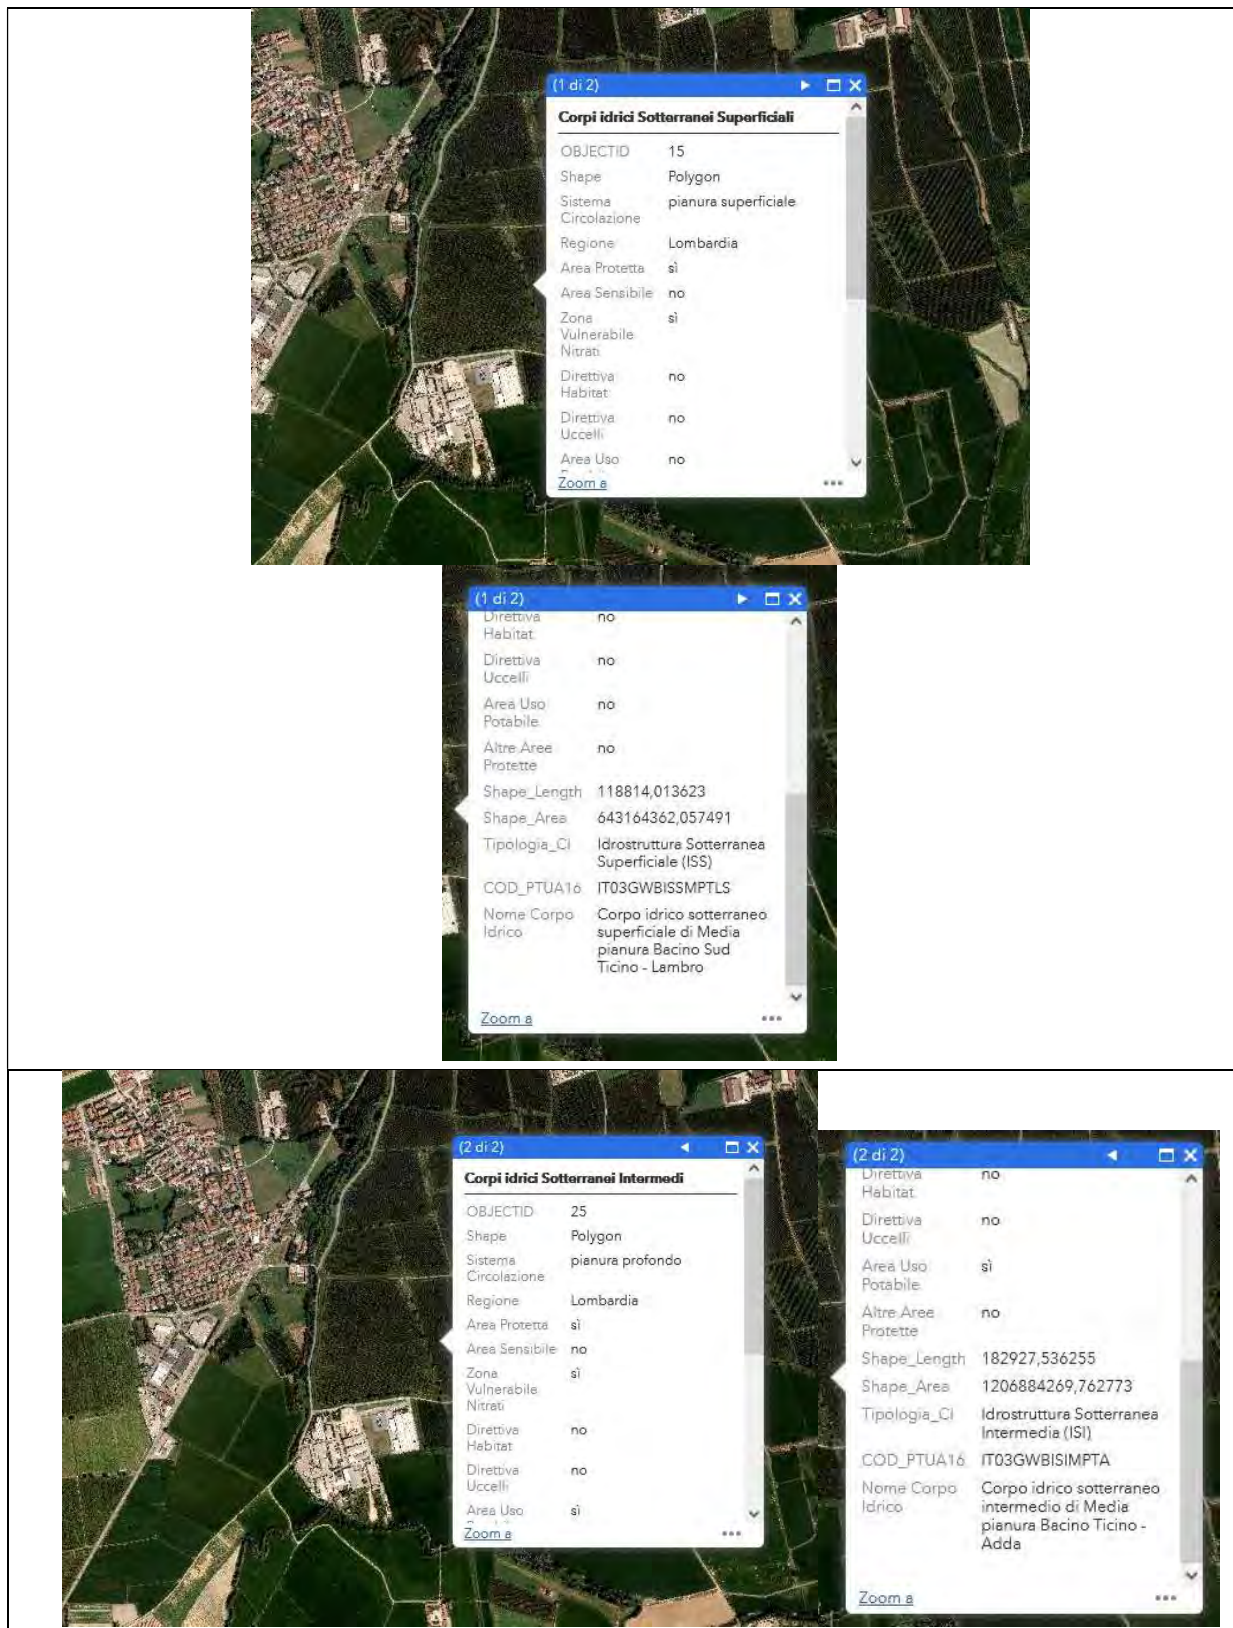 (1 di 2)
Corpi idrici Sotterranei Superficiali
OBJECTID 15
Shape Polygon
Sistema Circolazione pianura superficiale
Regione Lombardia
Area Protetta sì
Area Sensibile no
Zona Vulnerabile Nitrati sì
Direttiva Habitat no
Direttiva Uccelli no
Area Uso no
Zoom a
(1 di 2)
Direttiva Habitat no
Direttiva Uccelli no
Area Uso Potabile no
Altre Aree Protette no
Shape_Length 118814,013623
Shape_Area 643164362,057491
Tipologia_CI Idrostruttura Sotterranea
Superficiale (ISS)
COD_PTUA16 IT03GWBISSMPTLS
Nome Corpo Idrico Corpo idrico sotterraneo
superficiale di Media
pianura Bacino Sud
Ticino - Lambro
Zoom a
(2 di 2)
Corpi idrici Sotterranei Intermedi
OBJECTID 25
Shape Polygon
Sistema Circolazione pianura profondo
Regione Lombardia
Area Protetta sì
Area Sensibile no
Zona Vulnerabile Nitrati sì
Direttiva Habitat no
Direttiva Uccelli no
Area Uso sì
Zoom a
(2 di 2)
Direttiva Habitat no
Direttiva Uccelli no
Area Uso Potabile sì
Altre Aree Protette no
Shape_Length 182927,536255
Shape_Area 1206884269,762773
Tipologia_CI Idrostruttura Sotterranea
Intermedia (ISI)
COD_PTUA16 IT03GWBISIMPTA
Nome Corpo Idrico Corpo idrico sotterraneo
intermedio di Media
pianura Bacino Ticino -
Adda
Zoom a